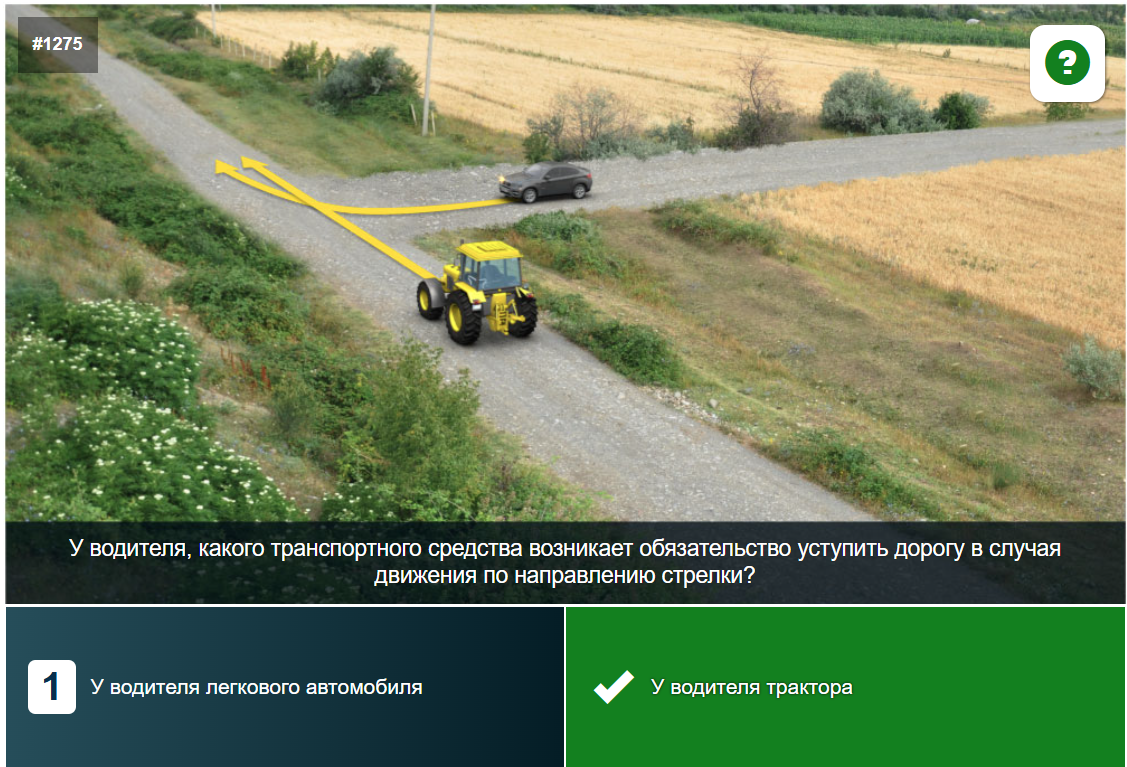 #1275
?
У водителя, какого транспортного средства возникает обязательство уступить дорогу в случая
движения по направлению стрелки?
1 У водителя легкового автомобиля
У водителя трактора